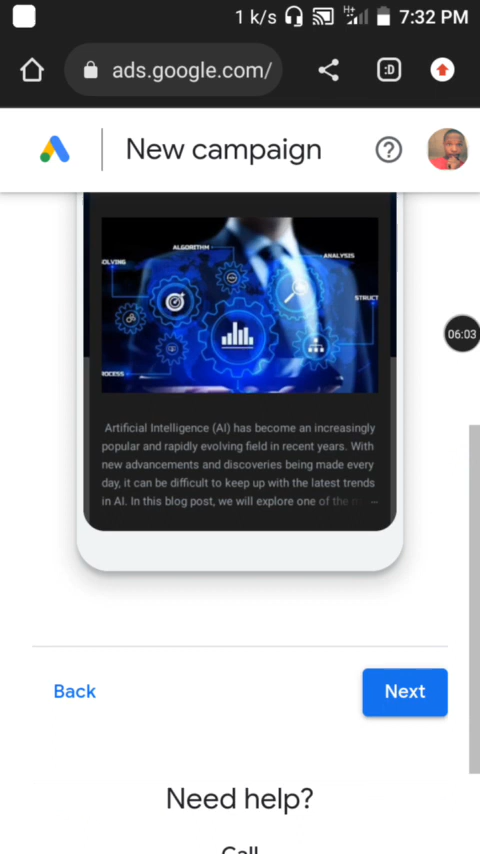 1 k/s H+ 7:32 PM
ads.google.com/ :D
New campaign
ALGORITHM
ANALYSIS
OLVING
STRUCT
ROCESS
06:03
Artificial Intelligence (AI) has become an increasingly
popular and rapidly evolving field in recent years. With
new advancements and discoveries being made every
day, it can be difficult to keep up with the latest trends
in AI. In this blog post, we will explore one of the
Back
Next
Need help?
Call